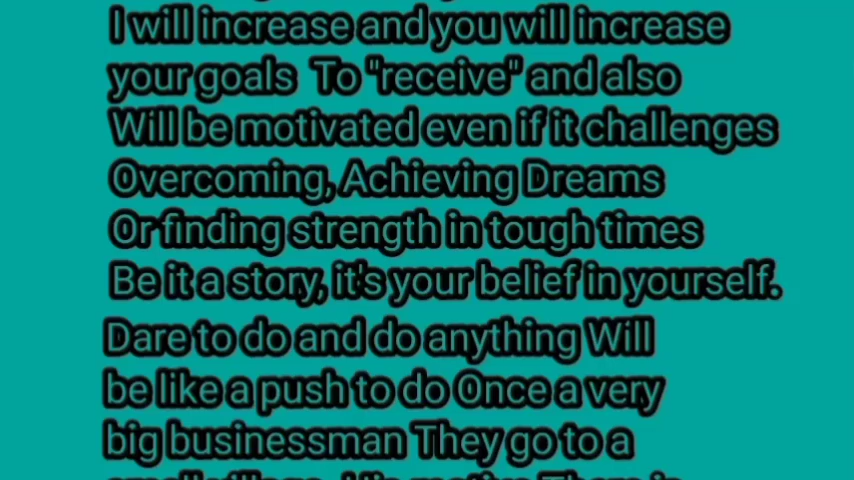 I will increase and you will increase
your goals To "receive" and also
Will be motivated even if it challenges
Overcoming, Achieving Dreams
Or finding strength in tough times
Be it a story, it's your belief in yourself.
Dare to do and do anything Will
be like a push to do Once a very
big businessman They go to a